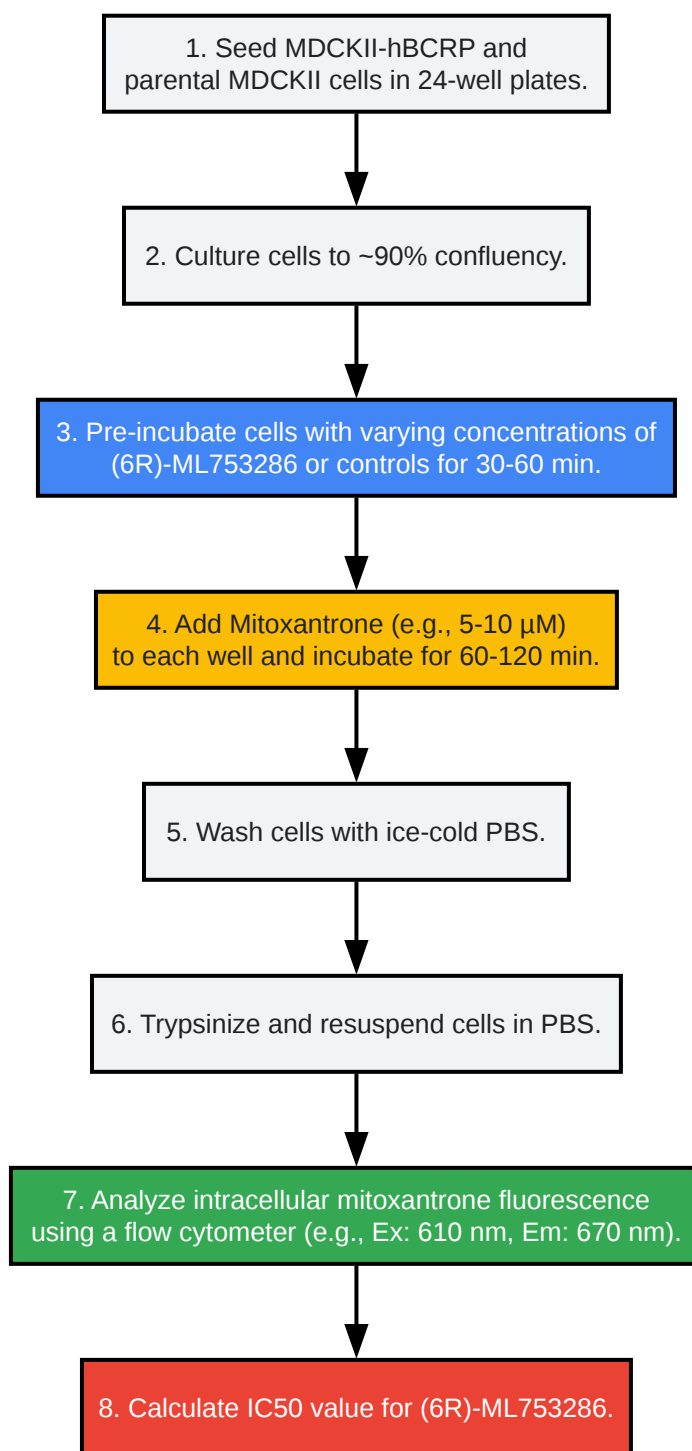 1. Seed MDCKII-hBCRP and
parental MDCKII cells in 24-well plates.
2. Culture cells to ~90% confluency.
3. Pre-incubate cells with varying concentrations of
(6R)-ML753286 or controls for 30-60 min.
4. Add Mitoxantrone (e.g., 5-10 µM)
to each well and incubate for 60-120 min.
5. Wash cells with ice-cold PBS.
6. Trypsinize and resuspend cells in PBS.
7. Analyze intracellular mitoxantrone fluorescence
using a flow cytometer (e.g., Ex: 610 nm, Em: 670 nm).
8. Calculate IC50 value for (6R)-ML753286.